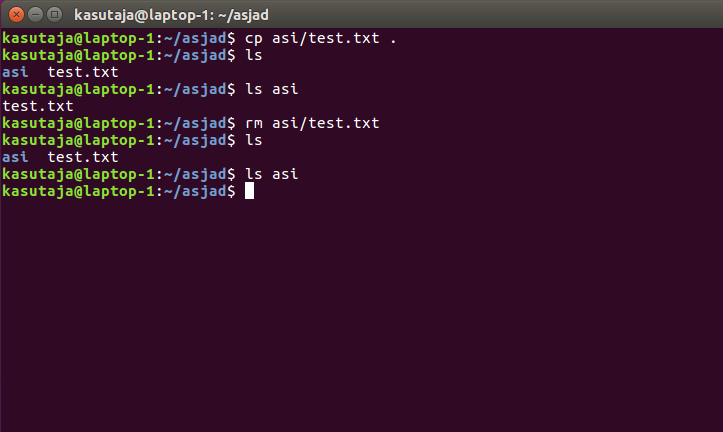 kasutaja@laptop-1: ~/asjad
kasutaja@laptop-1:~/asjad$ cp asi/test.txt .
kasutaja@laptop-1:~/asjad$ ls
asi  test.txt
kasutaja@laptop-1:~/asjad$ ls asi
test.txt
kasutaja@laptop-1:~/asjad$ rm asi/test.txt
kasutaja@laptop-1:~/asjad$ ls
asi  test.txt
kasutaja@laptop-1:~/asjad$ ls asi
kasutaja@laptop-1:~/asjad$